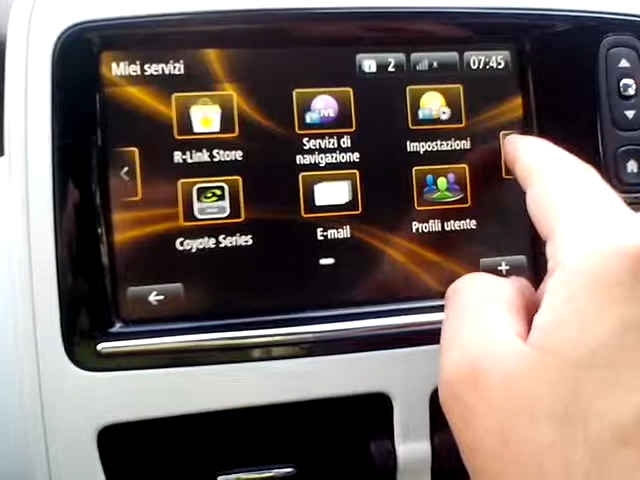 Miei servizi
2
07:45
R-Link Store
Servizi di
navigazione
Impostazioni
Coyote Series
E-mail
Profili utente